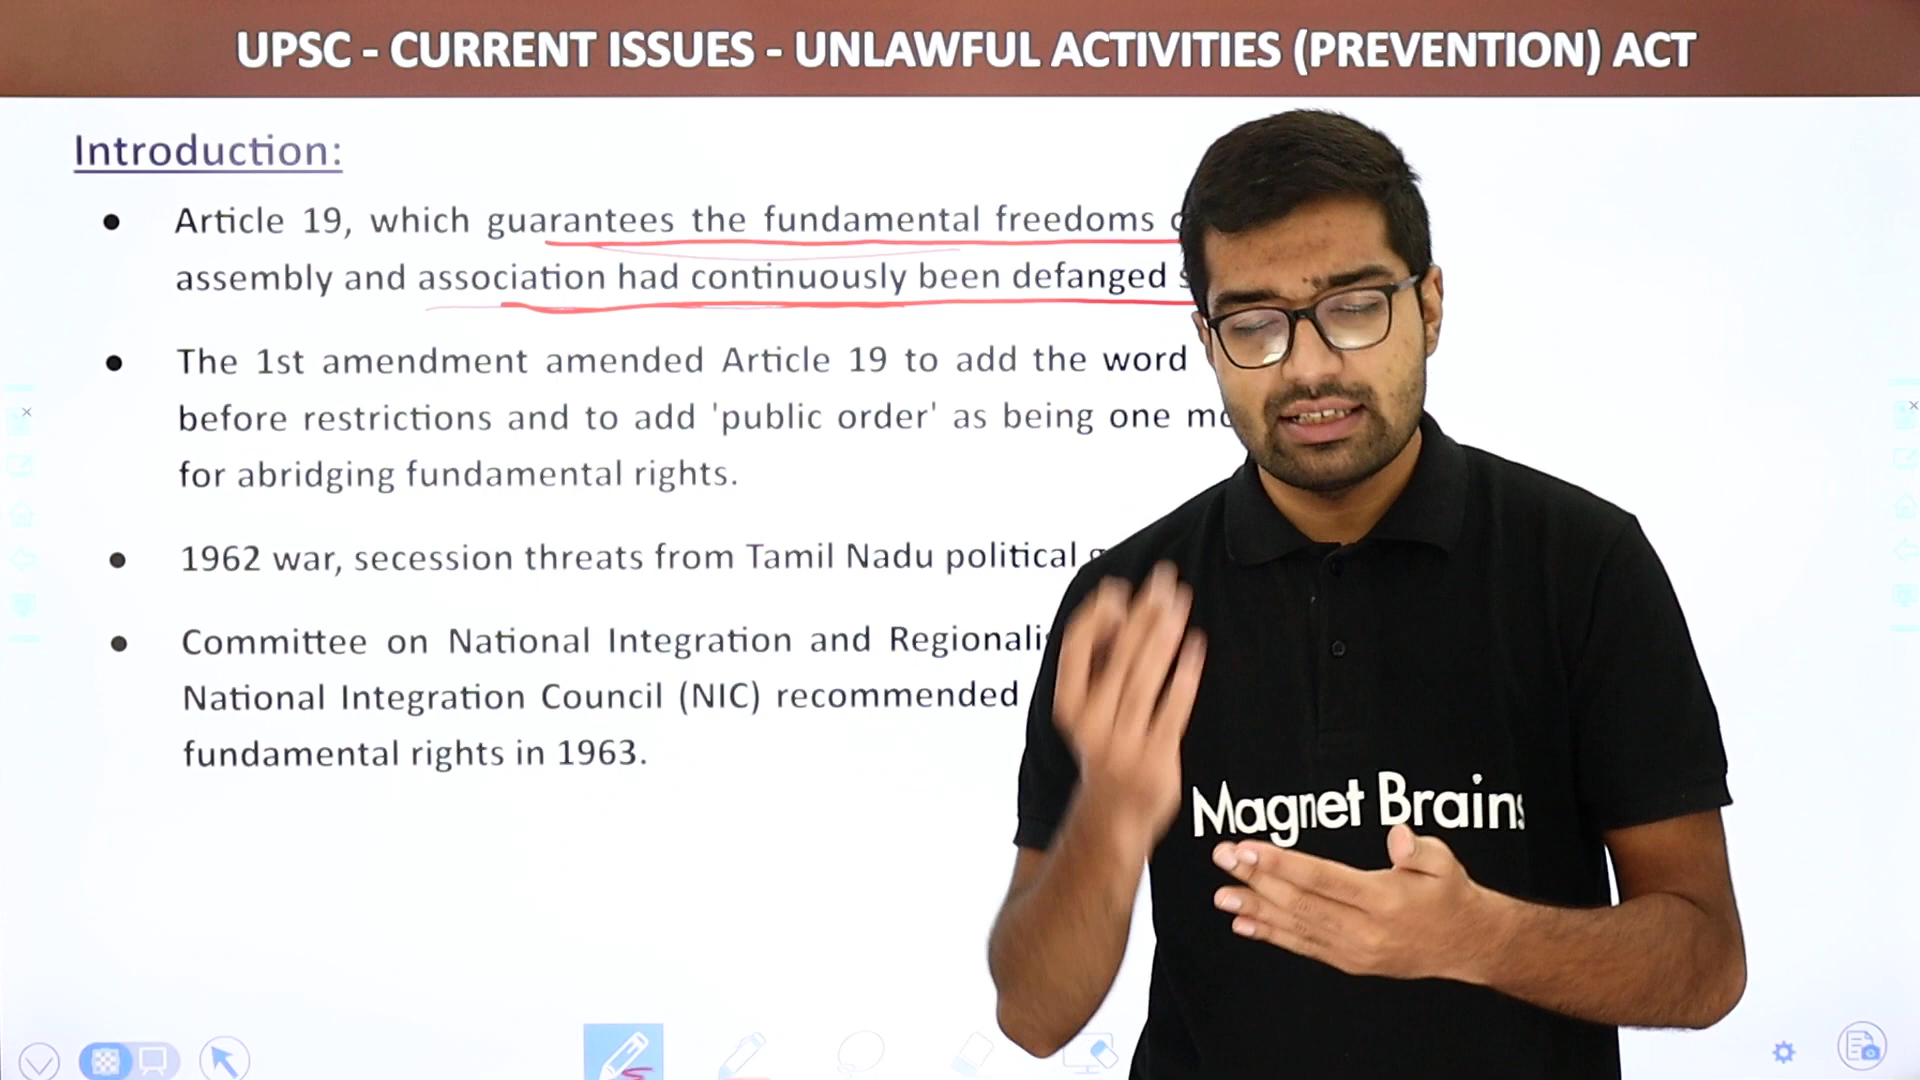 UPSC - CURRENT ISSUES - UNLAWFUL ACTIVITIES (PREVENTION) ACT
Introduction:
Article 19, which guarantees the fundamental freedoms
assembly and association had continuously been defanged
The 1st amendment amended Article 19 to add the word
before restrictions and to add 'public order' as being one
for abridging fundamental rights.
1962 war, secession threats from Tamil Nadu political
Committee on National Integration and
National Integration Council (NIC) recommended
fundamental rights in 1963.
Magnet Brains